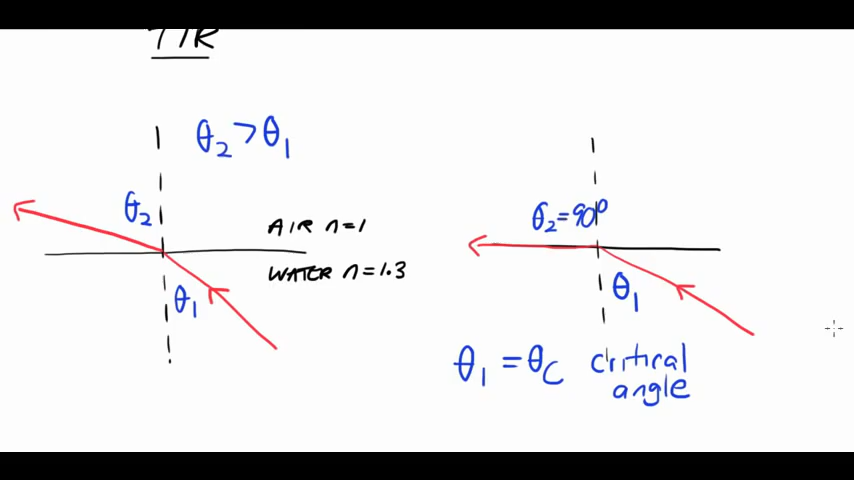 TIR
θ₂ > θ₁
θ₂
AIR n=1
WATER n=1.3
θ₁
θ₂=90°
θ₁
θ₁ = θc critical
angle